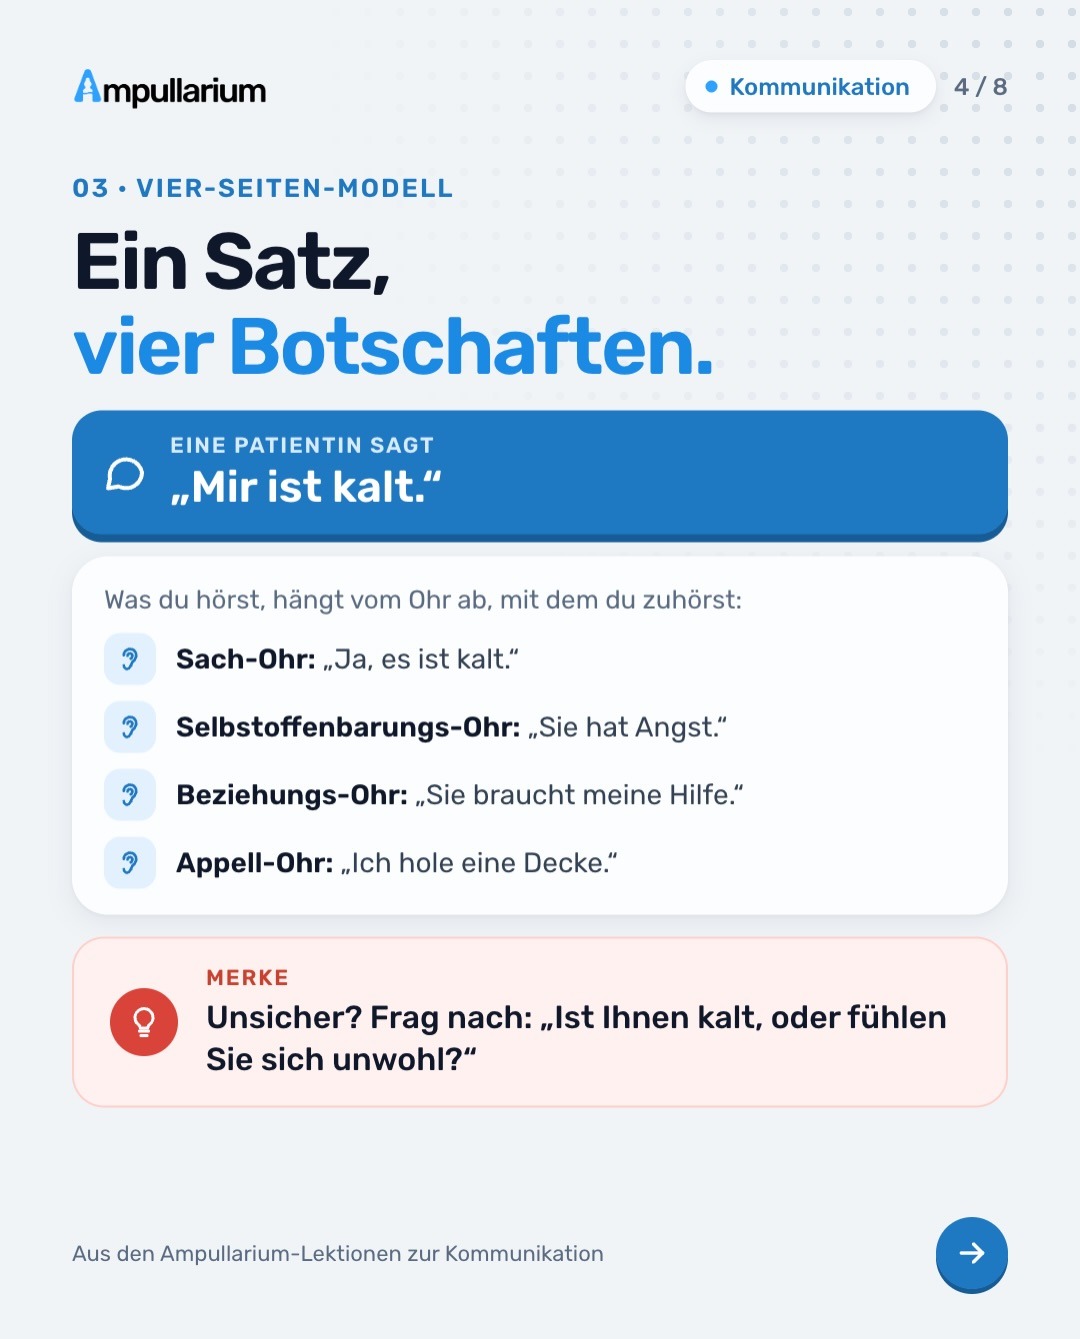 Ampullarium
Kommunikation
4 / 8
03 • VIER-SEITEN-MODELL
Ein Satz,
vier Botschaften.
EINE PATIENTIN SAGT
„Mir ist kalt.“
Was du hörst, hängt vom Ohr ab, mit dem du zuhörst:
Sach-Ohr: „Ja, es ist kalt.“
Selbstoffenbarungs-Ohr: „Sie hat Angst.“
Beziehungs-Ohr: „Sie braucht meine Hilfe.“
Appell-Ohr: „Ich hole eine Decke.“
MERKE
Unsicher? Frag nach: „Ist Ihnen kalt, oder fühlen
Sie sich unwohl?“
Aus den Ampullarium-Lektionen zur Kommunikation